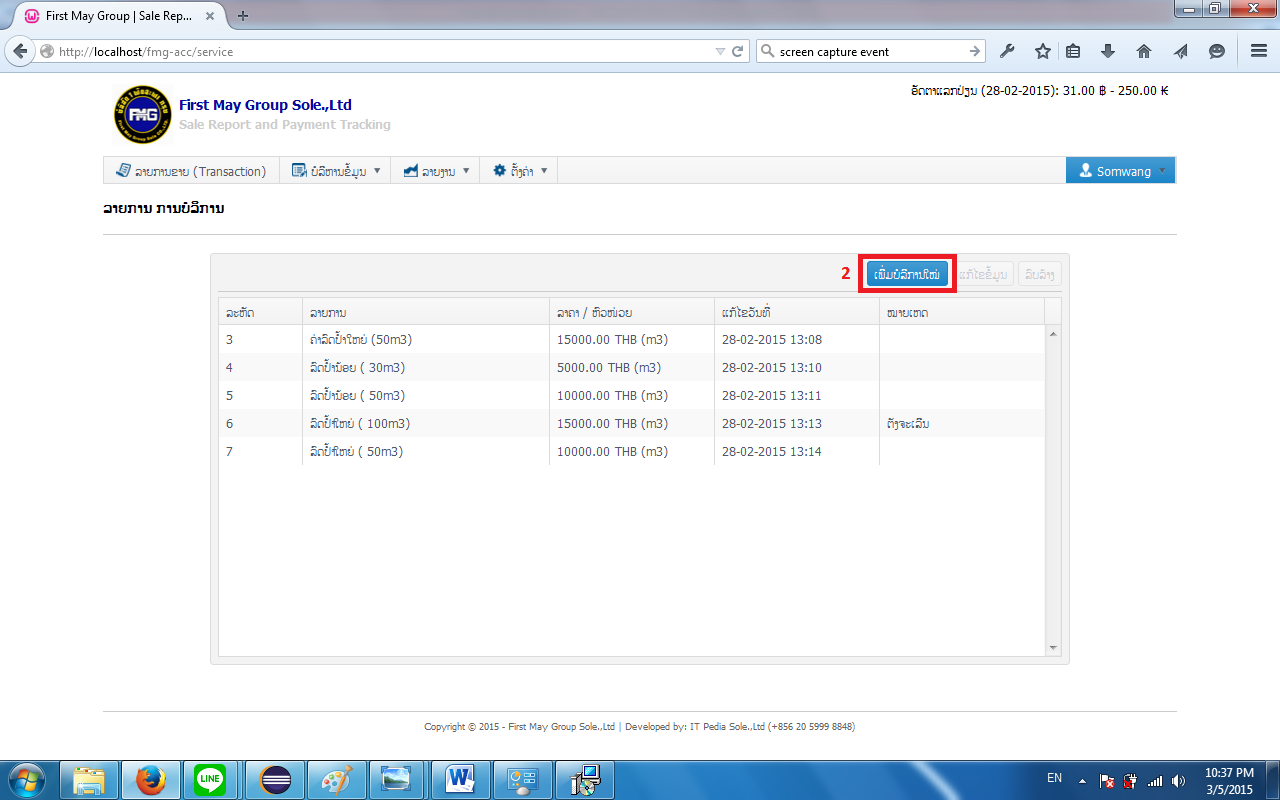 First May Group | Sale Rep...
http://localhost/fmg-acc/service
screen capture event
FMG
First May Group Sole.,Ltd
Sale Report and Payment Tracking
ອັດຕາແລກປ່ຽນ (28-02-2015): 31.00 ฿ - 250.00 ₭
ລາຍການຂາຍ (Transaction)
ບໍລິຫານຂໍ້ມູນ
ລາຍງານ
ຕັ້ງຄ່າ
Somwang
ລາຍການ ການບໍລິການ
2
ເພີ່ມບໍລິການໃໝ່
ແກ້ໄຂຂໍ້ມູນ
ລົບລ້າງ
ລະຫັດ ລາຍການ ລາຄາ / ຫົວໜ່ວຍ ແກ້ໄຂວັນທີ່ ໝາຍເຫດ
3 ຄ່າລົດປ້ຳໃຫຍ່ (50m3) 15000.00 THB (m3) 28-02-2015 13:08
4 ລົດປ້ຳນ້ອຍ ( 30m3) 5000.00 THB (m3) 28-02-2015 13:10
5 ລົດປ້ຳນ້ອຍ ( 50m3) 10000.00 THB (m3) 28-02-2015 13:11
6 ລົດປ້ຳໃຫຍ່ ( 100m3) 15000.00 THB (m3) 28-02-2015 13:13 ຕັງຈະເລີນ
7 ລົດປ້ຳໃຫຍ່ ( 50m3) 10000.00 THB (m3) 28-02-2015 13:14
Copyright © 2015 - First May Group Sole.,Ltd | Developed by: IT Pedia Sole.,Ltd (+856 20 5999 8848)
LINE
EN
10:37 PM
3/5/2015